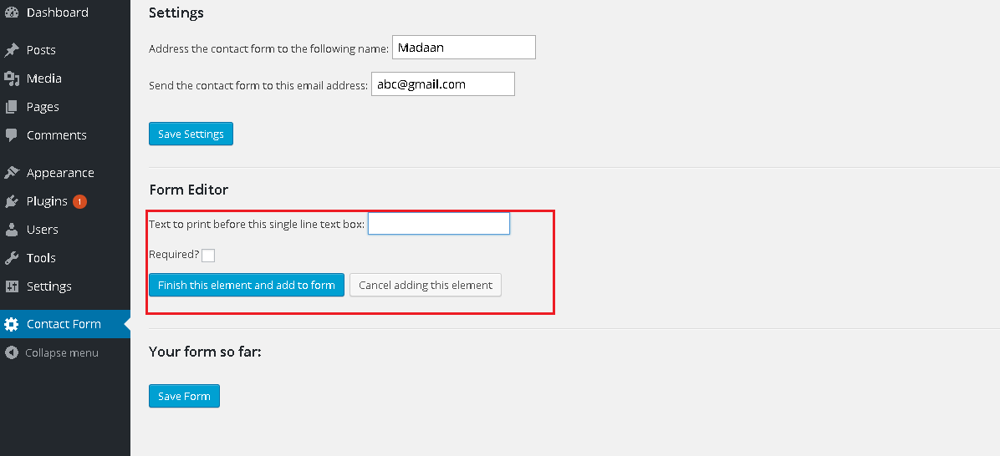 Dashboard
Posts
Media
Pages
Comments
Appearance
Plugins 1
Users
Tools
Settings
Contact Form
Collapse menu
Settings
Address the contact form to the following name: Madaan
Send the contact form to this email address: abc@gmail.com
Save Settings
Form Editor
Text to print before this single line text box:
Required?
Finish this element and add to form Cancel adding this element
Your form so far:
Save Form